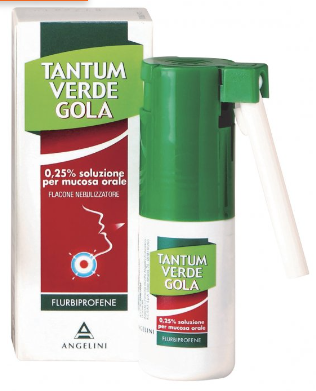 TANTUM
VERDE
GOLA
0,25% soluzione
per mucosa orale
FLACONE NEBULIZZATORE
FLURBIPROFENE
ANGELINI
TANTUM
VERDE
GOLA
0,25% soluzione
per mucosa orale
FLURBIPROFENE
ANGELINI